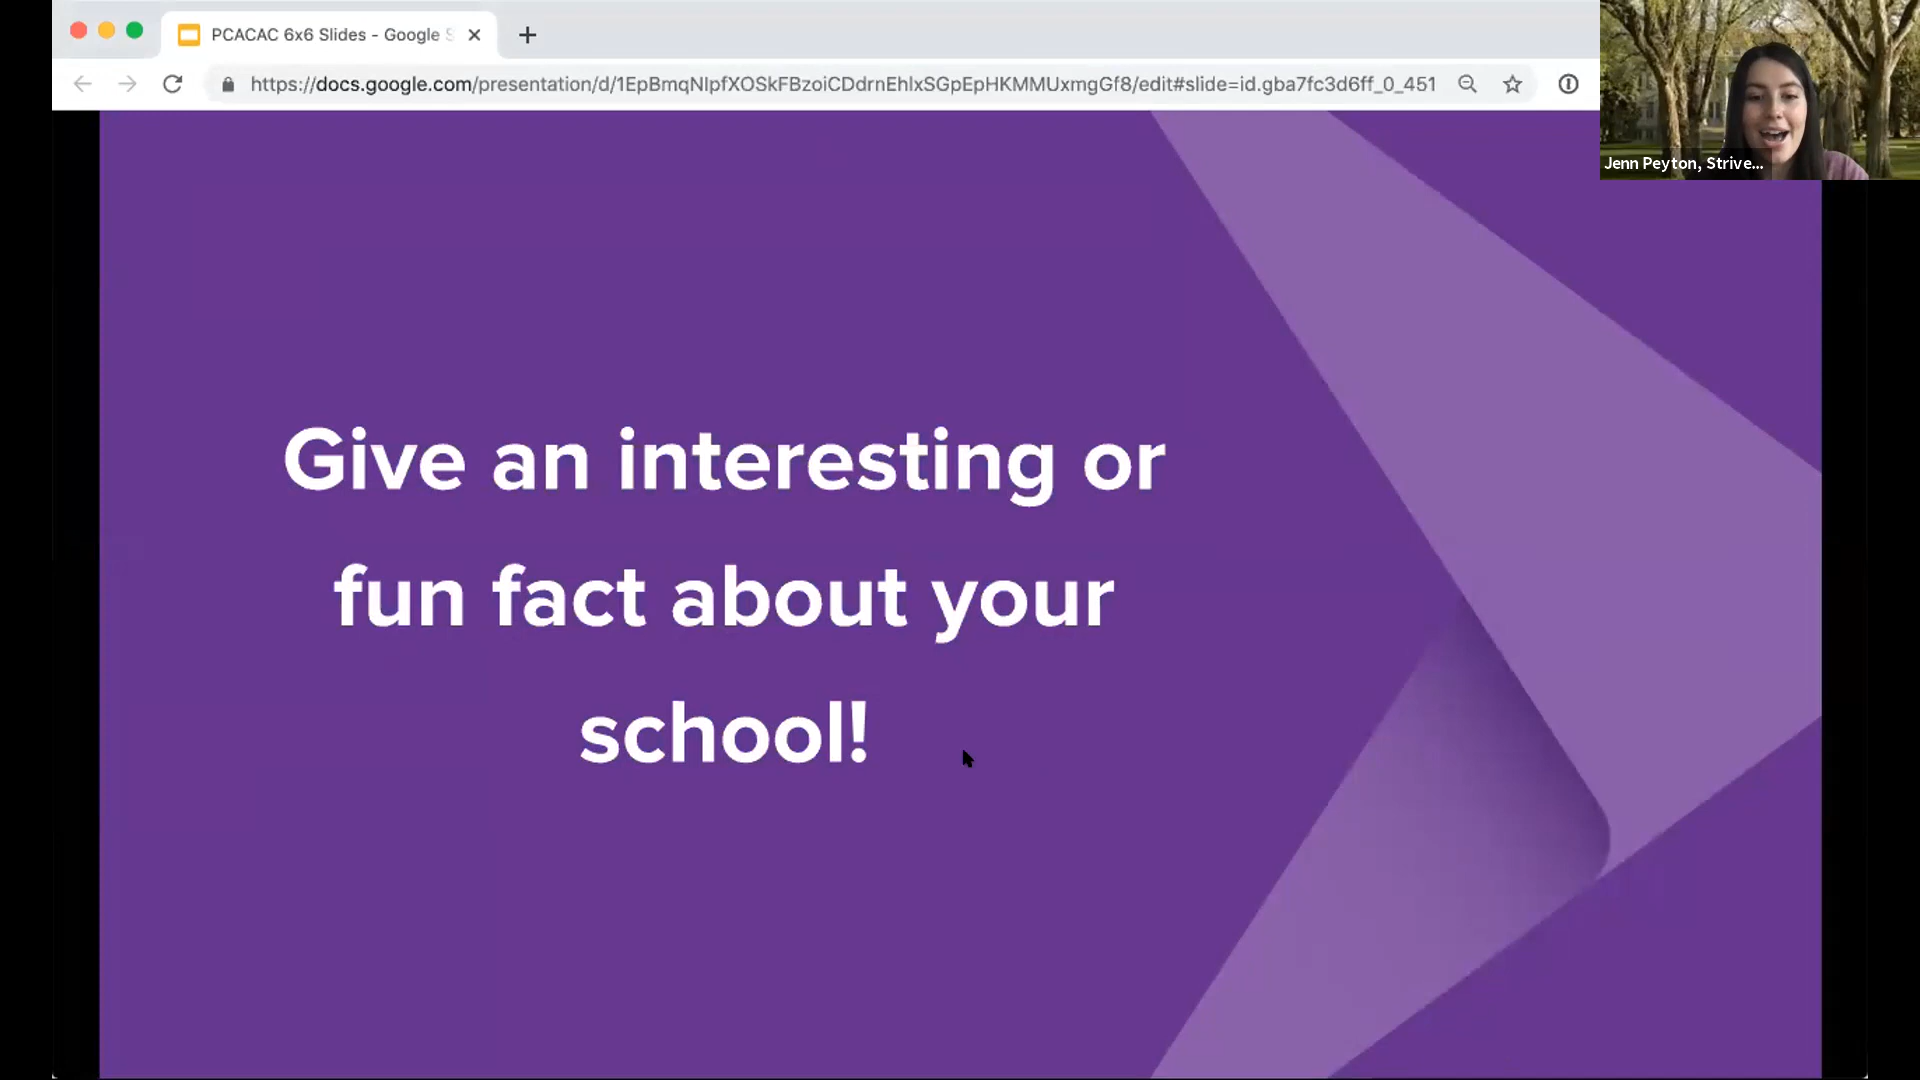 PCACAC 6x6 Slides - Google S
https://docs.google.com/presentation/d/1EpBmqNlpfXOSkFBzoiCDdrnEhlxSGpEpHKMMUxmgGf8/edit#slide=id.gba7fc3d6ff_0_451
Jenn Peyton, Strive...
Give an interesting or
fun fact about your
school!